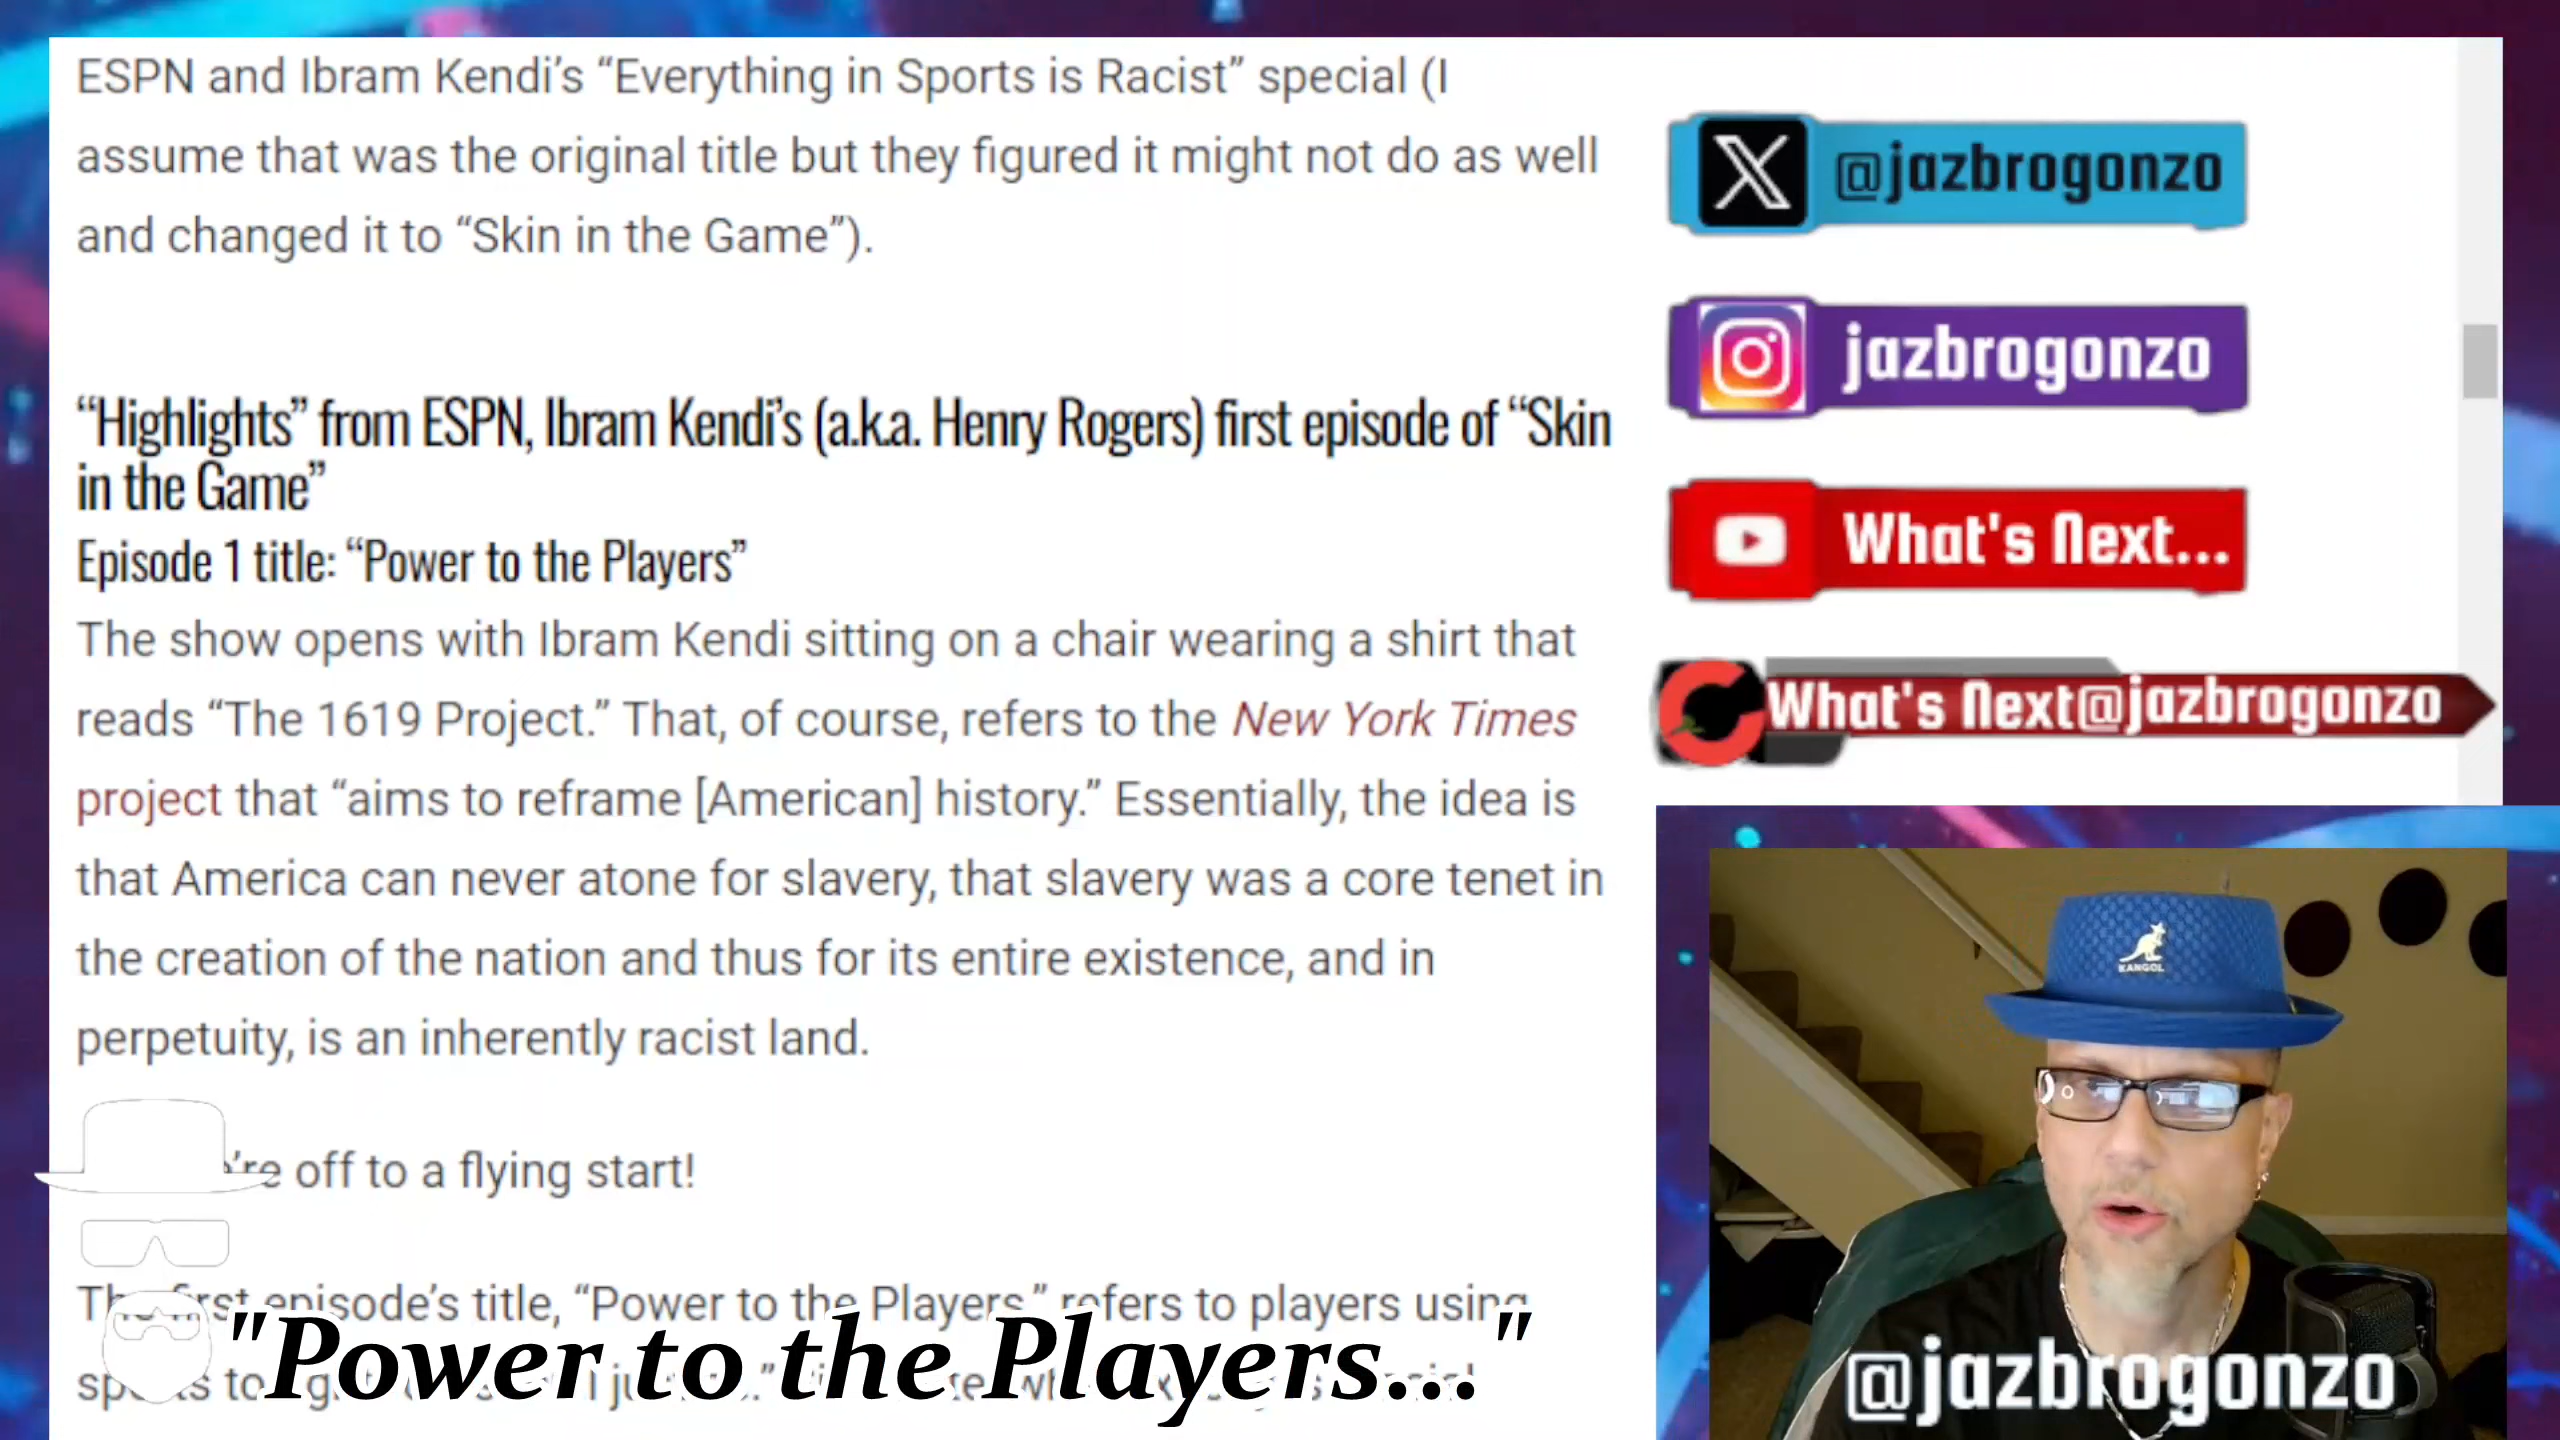 ESPN and Ibram Kendi’s “Everything in Sports is Racist” special (I
assume that was the original title but they figured it might not do as well
and changed it to “Skin in the Game”).
“Highlights” from ESPN, Ibram Kendi’s (a.k.a. Henry Rogers) first episode of “Skin
in the Game”
Episode 1 title: “Power to the Players”
The show opens with Ibram Kendi sitting on a chair wearing a shirt that
reads “The 1619 Project.” That, of course, refers to the New York Times
project that “aims to reframe [American] history.” Essentially, the idea is
that America can never atone for slavery, that slavery was a core tenet in
the creation of the nation and thus for its entire existence, and in
perpetuity, is an inherently racist land.
off to a flying start!
The first episode’s title, “Power to the Players,” refers to players using
"Power to the Players..."
@jazbrogonzo
jazbrogonzo
What's Next...
What's Next@jazbrogonzo
KANGOL
@jazbrogonzo